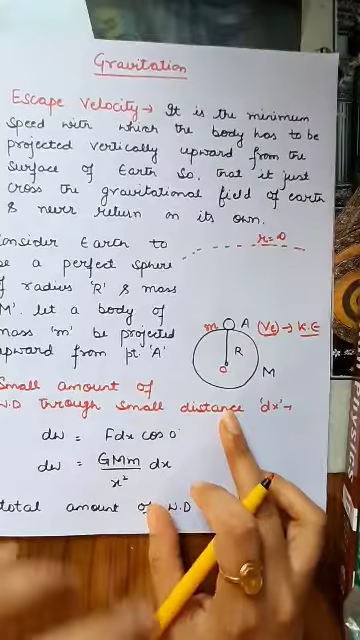 Gravitation
Escape Velocity → It is the minimum
speed with which the body has to be
projected vertically upward from the
surface of Earth so, that it just
cross the gravitational field of earth
& never return on its own.
onsider Earth to
r=∞
e a perfect sphere
f radius 'R' & mass
M'. let a body of
m A (Ve) → K.E
mass 'm' be projected
R
upward from pt. 'A'
O
M
Small amount of
W.D through small distance 'dx' →
dw = Fdx cos 0°
dw = GMm/x² dx
total amount of W.D